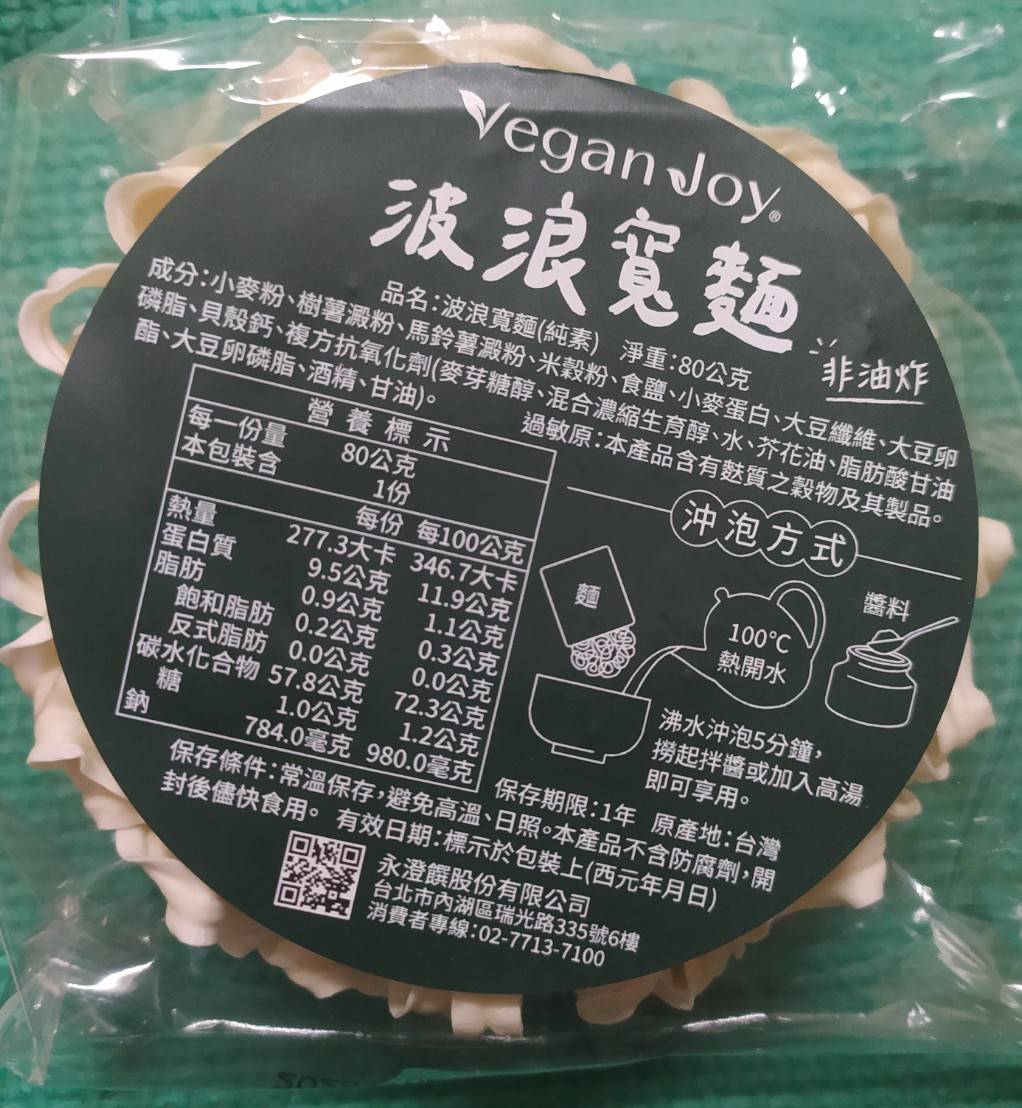 Vegan Joy®
波浪寬麵
非油炸
品名:波浪寬麵(純素) 淨重:80公克
成分:小麥粉、樹薯澱粉、馬鈴薯澱粉、米穀粉、食鹽、小麥蛋白、大豆纖維、大豆卵
磷脂、貝殼鈣、複方抗氧化劑(麥芽糖醇、混合濃縮生育醇、水、芥花油、脂肪酸甘油
酯、大豆卵磷脂、酒精、甘油)。
過敏原:本產品含有麩質之穀物及其製品。
營養標示
每一份量 80公克
本包裝含 1份
每份 每100公克
熱量 277.3大卡 346.7大卡
蛋白質 9.5公克 11.9公克
脂肪 0.9公克 1.1公克
飽和脂肪 0.2公克 0.3公克
反式脂肪 0.0公克 0.0公克
碳水化合物 57.8公克 72.3公克
糖 1.0公克 1.2公克
鈉 784.0毫克 980.0毫克
沖泡方式
麵
100°C
熱開水
醬料
沸水沖泡5分鐘,
撈起拌醬或加入高湯
即可享用。
保存期限:1年 原產地:台灣
保存條件:常溫保存,避免高溫、日照。本產品不含防腐劑,開
封後儘快食用。 有效日期:標示於包裝上(西元年月日)
永澄饌股份有限公司
台北市內湖區瑞光路335號6樓
消費者專線:02-7713-7100